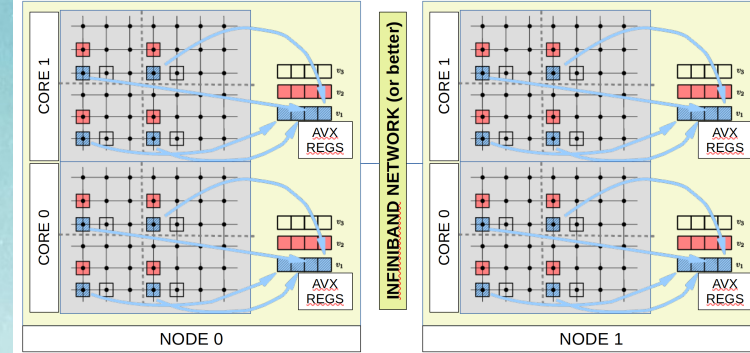 CORE 1
v3
v2
v1
AVX
REGS
CORE 0
v3
v2
v1
AVX
REGS
NODE 0
INFINIBAND NETWORK (or better)
CORE 1
v3
v2
v1
AVX
REGS
CORE 0
v3
v2
v1
AVX
REGS
NODE 1